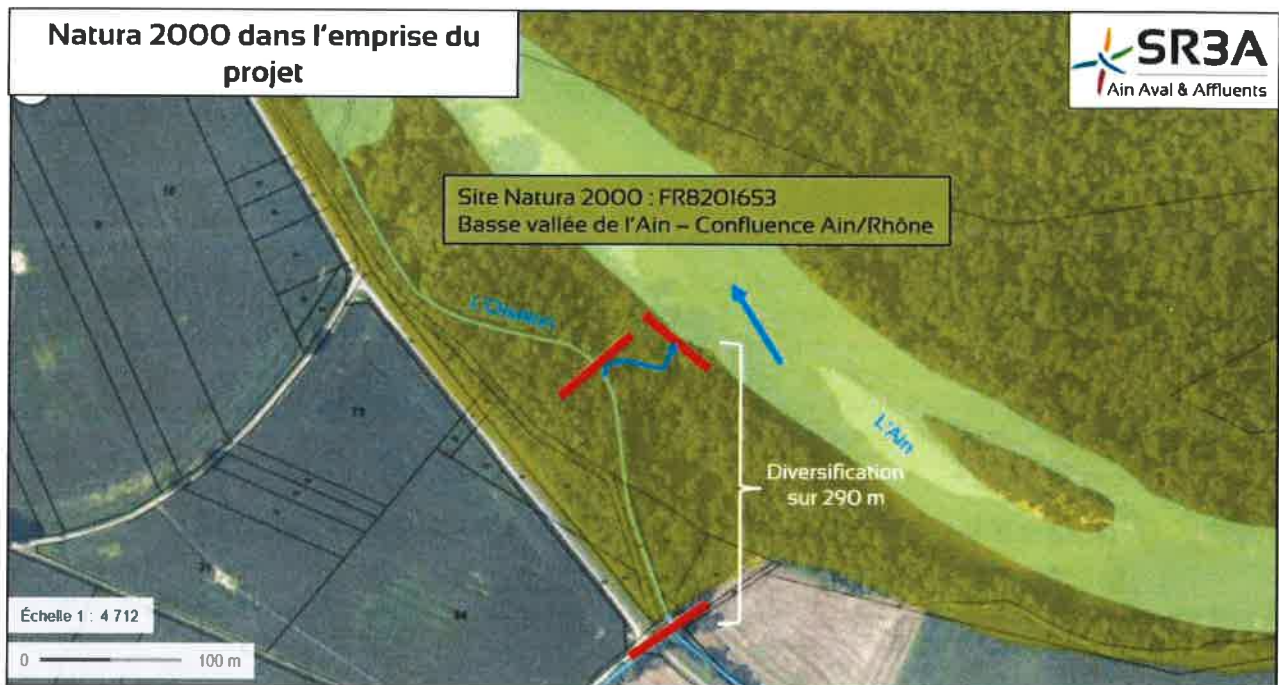 Natura 2000 dans l'emprise du
projet
SR3A
Ain Aval & Affluents
Site Natura 2000 : FR8201653
Basse vallée de l'Ain – Confluence Ain/Rhône
L'Ain
Diversification
sur 290 m
Échelle 1 : 4 712
0 100 m